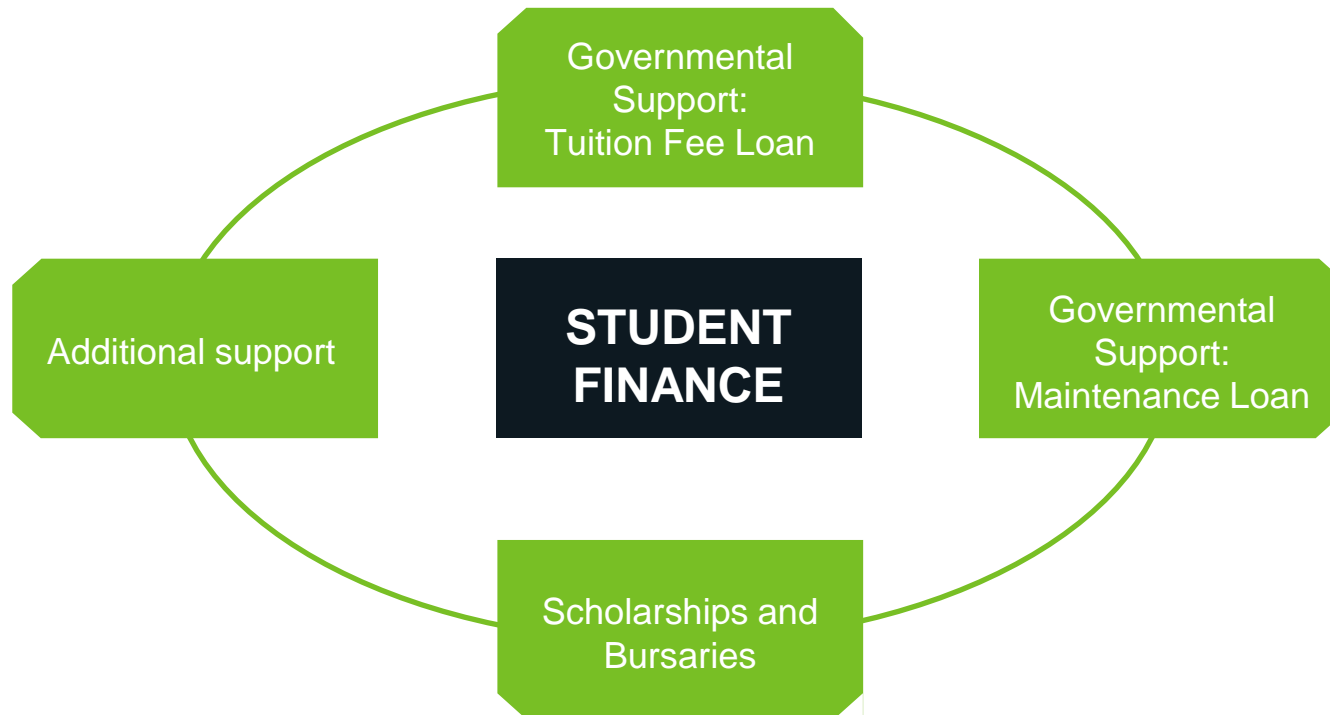 Governmental
Support:
Tuition Fee Loan
Additional support
STUDENT
FINANCE
Governmental
Support:
Maintenance Loan
Scholarships and
Bursaries